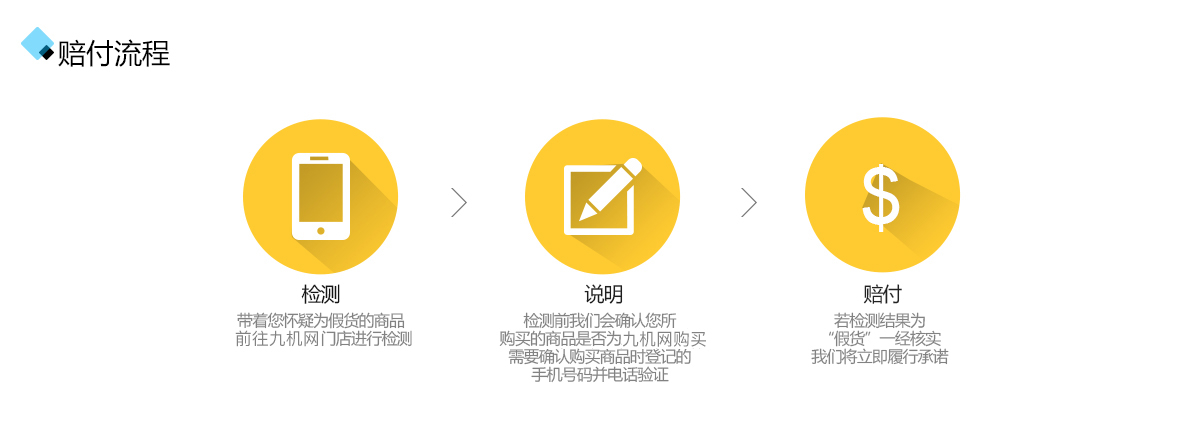 赔付流程
检测
带着您怀疑为假货的商品
前往九机网门店进行检测
说明
检测前我们会确认您所
购买的商品是否为九机网购买
需要确认购买商品时登记的
手机号码并电话验证
$
赔付
若检测结果为
“假货”一经核实
我们将立即履行承诺